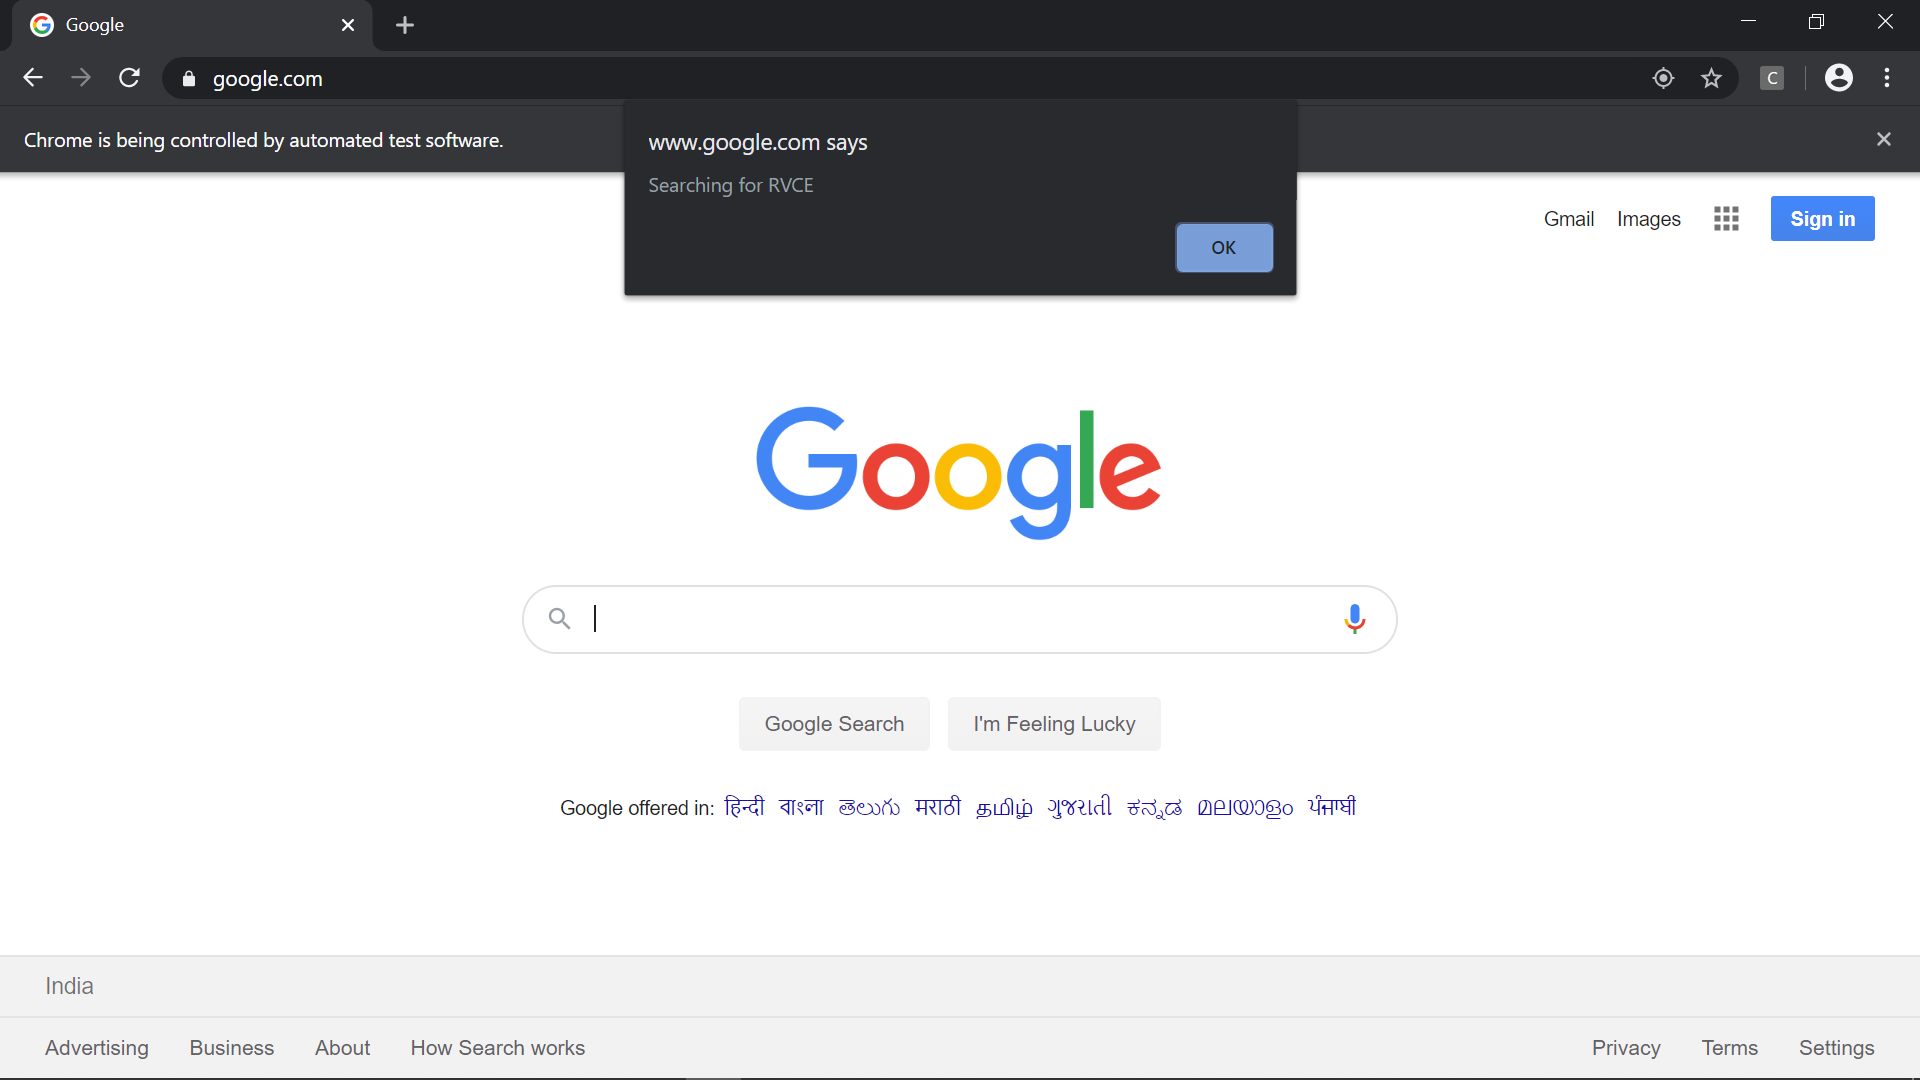 Google
google.com
C
Chrome is being controlled by automated test software.
www.google.com says
Searching for RVCE
OK
Gmail Images Sign in
Google
Google Search I'm Feeling Lucky
Google offered in: हिन्दी বাংলা తెలుగు मराठी தமிழ் ગુજરાતી ಕನ್ನಡ മലയാളം ਪੰਜਾਬੀ
India
Advertising Business About How Search works Privacy Terms Settings